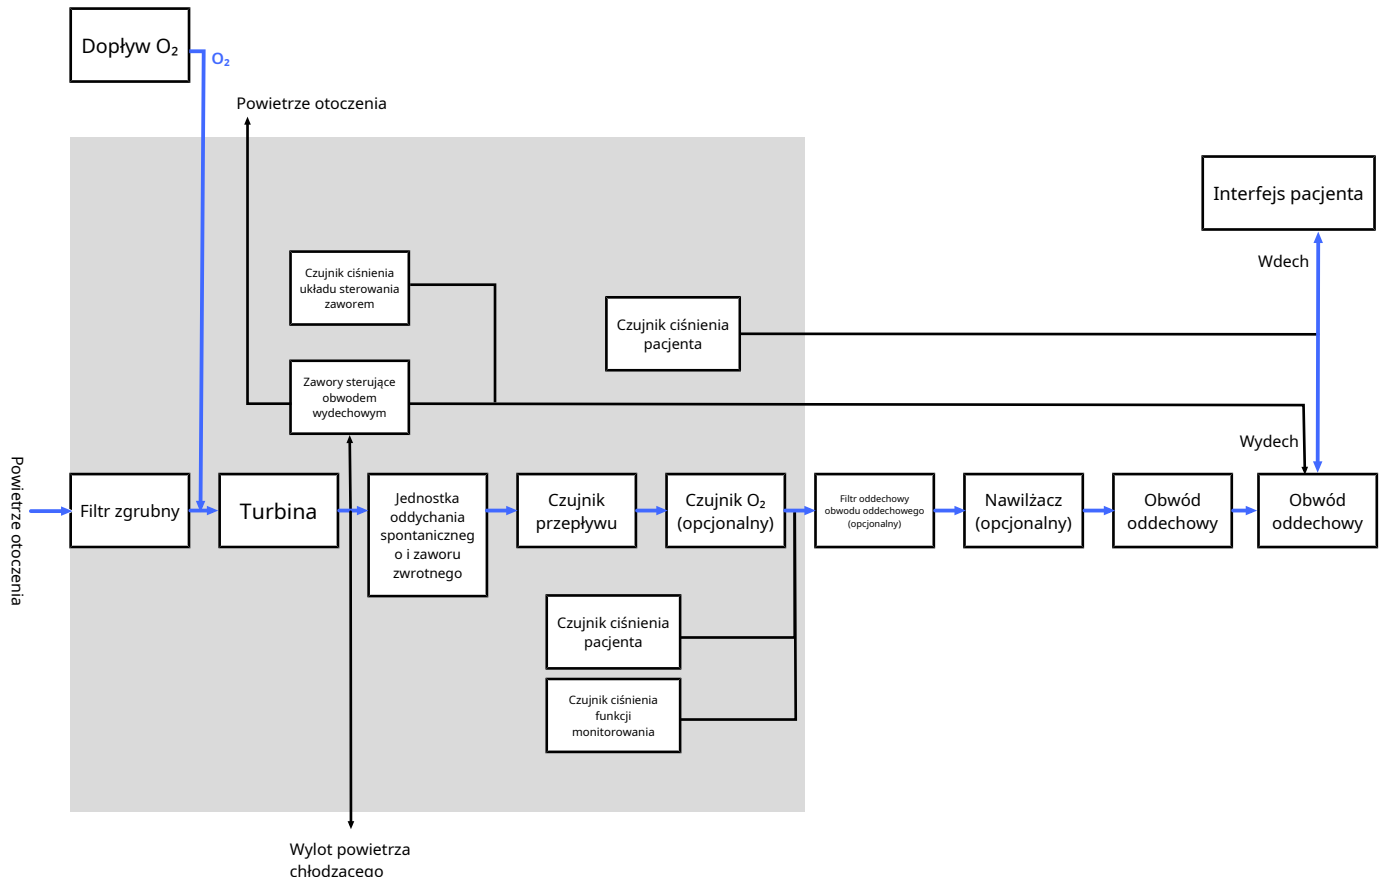 Dopływ O₂
O₂
Powietrze otoczenia
Interfejs pacjenta
Wdech
Czujnik ciśnienia
układu sterowania
zaworem
Czujnik ciśnienia
pacjenta
Zawory sterujące
obwodem
wydechowym
Wydech
Powietrze otoczenia
Filtr zgrubny
Turbina
Jednostka
oddychania
spontaniczneg
o i zaworu
zwrotnego
Czujnik
przepływu
Czujnik O₂
(opcjonalny)
Filtr oddechowy
obwodu oddechowego
(opcjonalny)
Nawilżacz
(opcjonalny)
Obwód
oddechowy
Obwód
oddechowy
Czujnik ciśnienia
pacjenta
Czujnik ciśnienia
funkcji
monitorowania
Wylot powietrza
chłodzącego